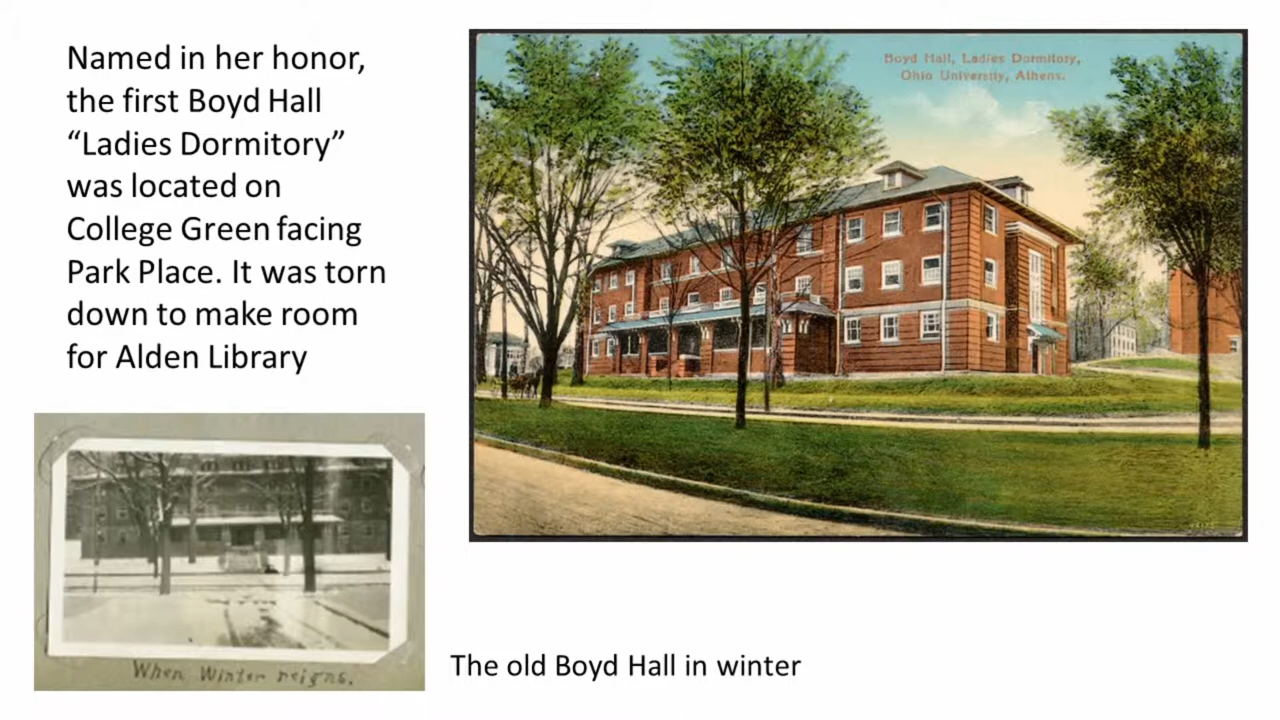 Named in her honor,
the first Boyd Hall
“Ladies Dormitory”
was located on
College Green facing
Park Place. It was torn
down to make room
for Alden Library
Boyd Hall, Ladies Dormitory,
Ohio University, Athens.
When Winter reigns.
The old Boyd Hall in winter